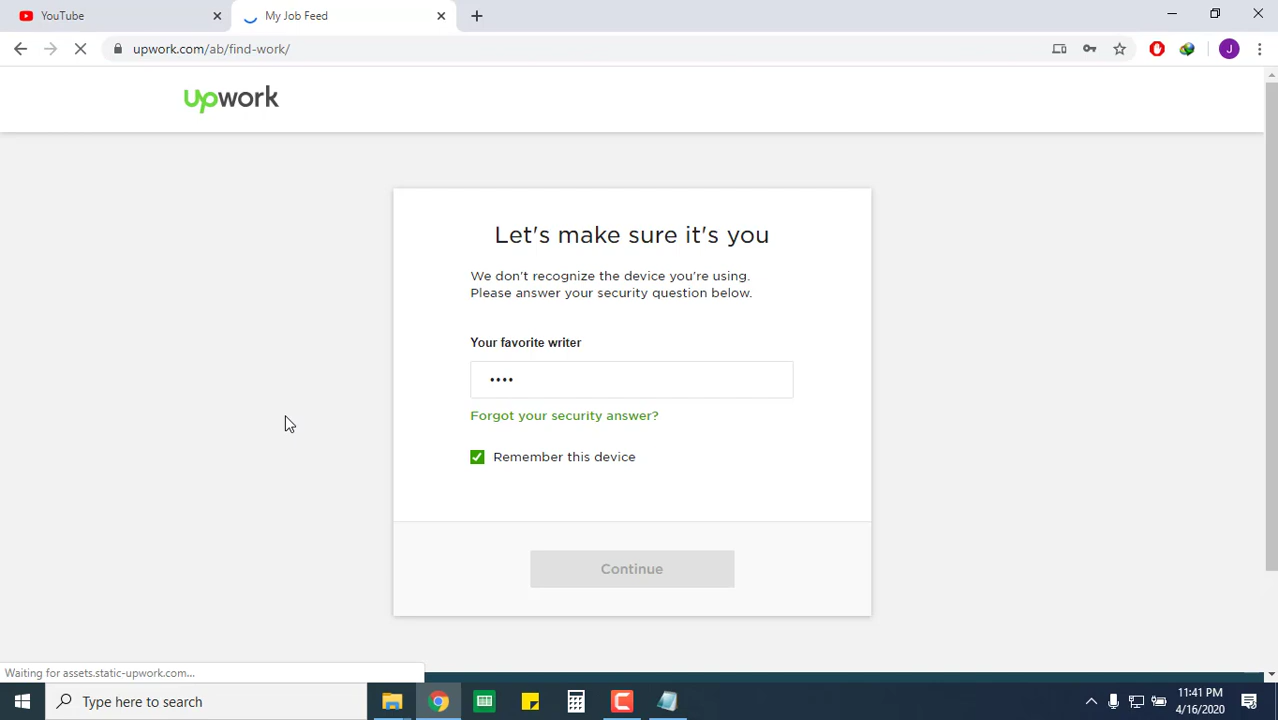 YouTube
My Job Feed
upwork.com/ab/find-work/
J
Upwork
Let's make sure it's you
We don't recognize the device you're using.
Please answer your security question below.
Your favorite writer
••••
Forgot your security answer?
Remember this device
Continue
Waiting for assets.static-upwork.com...
Type here to search
11:41 PM
4/16/2020